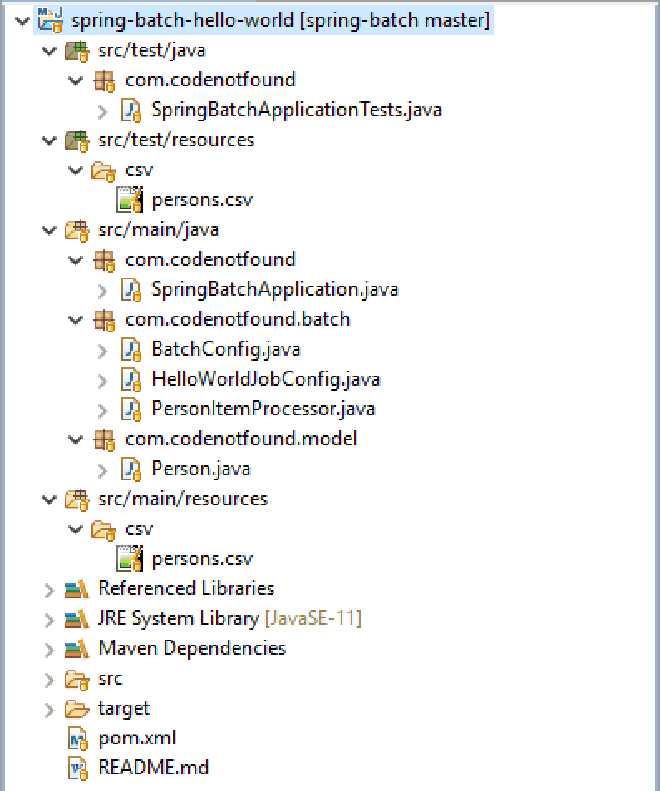 spring-batch-hello-world [spring-batch master]
src/test/java
com.codenotfound
SpringBatchApplicationTests.java
src/test/resources
csv
persons.csv
src/main/java
com.codenotfound
SpringBatchApplication.java
com.codenotfound.batch
BatchConfig.java
HelloWorldJobConfig.java
PersonItemProcessor.java
com.codenotfound.model
Person.java
src/main/resources
csv
persons.csv
Referenced Libraries
JRE System Library [JavaSE-11]
Maven Dependencies
src
target
pom.xml
README.md